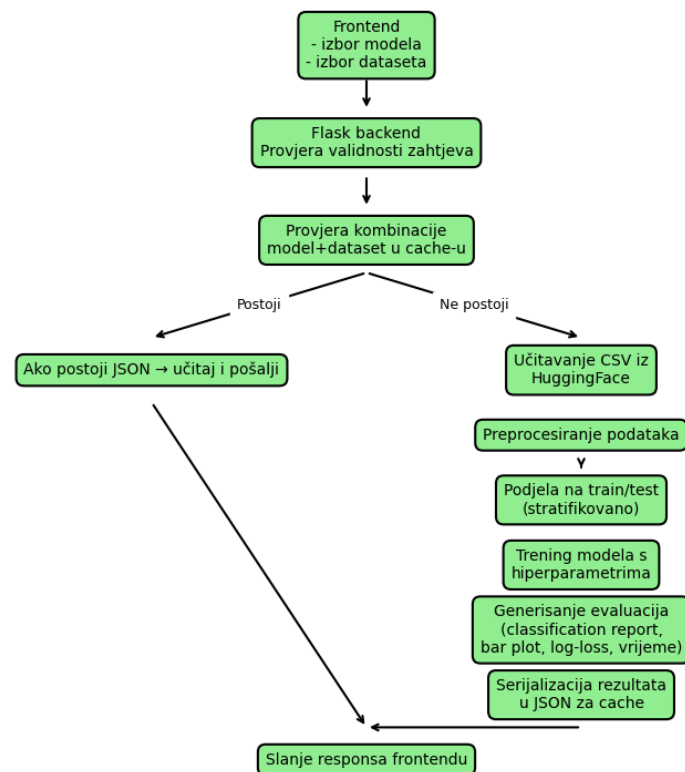 Frontend
- izbor modela
- izbor dataseta
Flask backend
Provjera validnosti zahtjeva
Provjera kombinacije
model+dataset u cache-u
Postoji
Ne postoji
Ako postoji JSON → učitaj i pošalji
Učitavanje CSV iz
HuggingFace
Preprocesiranje podataka
Podjela na train/test
(stratifikovano)
Trening modela s
hiperparametrima
Generisanje evaluacija
(classification report,
bar plot, log-loss, vrijeme)
Serijalizacija rezultata
u JSON za cache
Slanje responsa frontendu